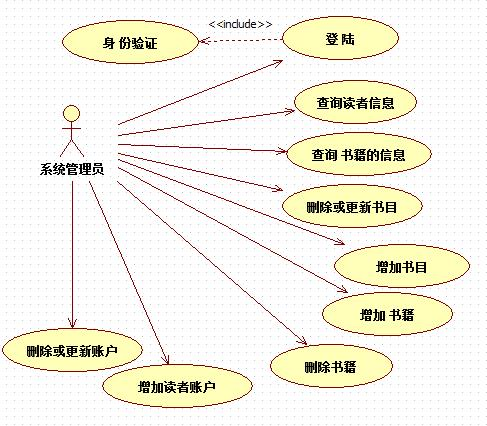 <<include>>
身 份验证
登 陆
查询读者信息
查询 书籍的信息
系统管理员
删除或更新书目
增加书目
增加 书籍
删除或更新账户
删除书籍
增加读者账户